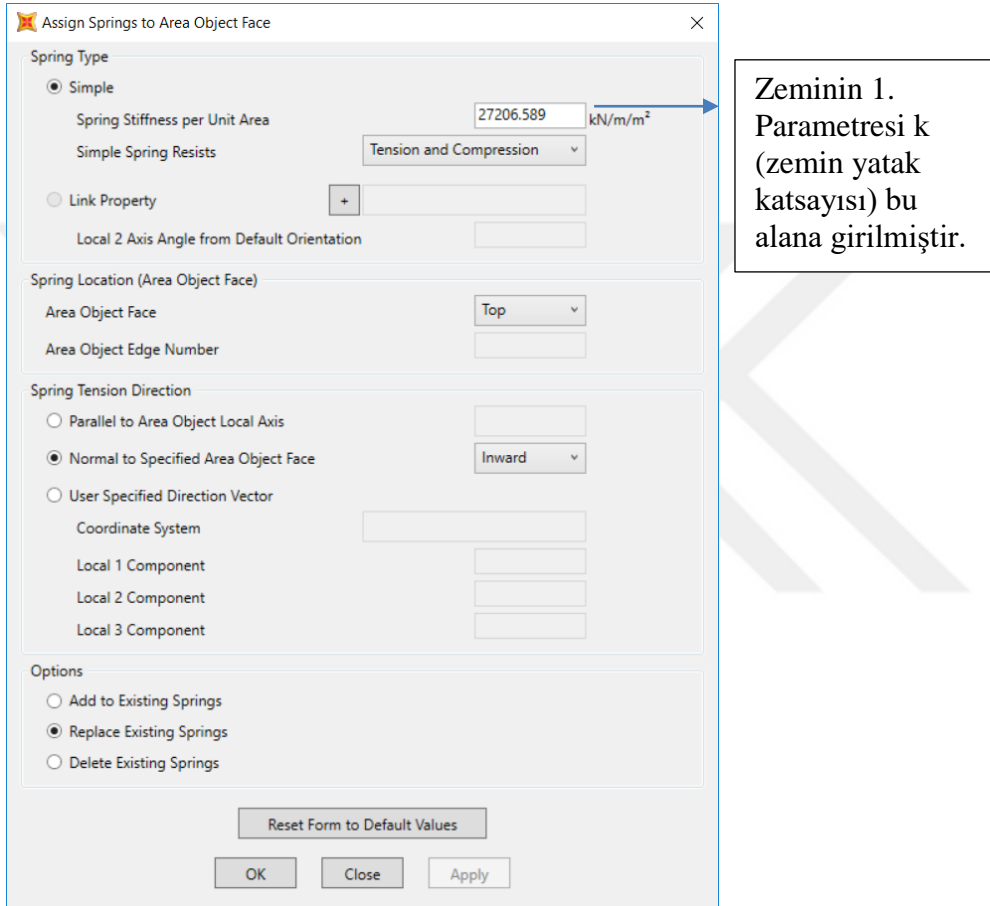 Assign Springs to Area Object Face
Spring Type
Simple
Spring Stiffness per Unit Area 27206.589 kN/m/m²
Simple Spring Resists Tension and Compression
Link Property +
Local 2 Axis Angle from Default Orientation
Spring Location (Area Object Face)
Area Object Face Top
Area Object Edge Number
Spring Tension Direction
Parallel to Area Object Local Axis
Normal to Specified Area Object Face Inward
User Specified Direction Vector
Coordinate System
Local 1 Component
Local 2 Component
Local 3 Component
Options
Add to Existing Springs
Replace Existing Springs
Delete Existing Springs
Reset Form to Default Values
OK Close Apply
Zeminin 1.
Parametresi k
(zemin yatak
katsayısı) bu
alana girilmiştir.